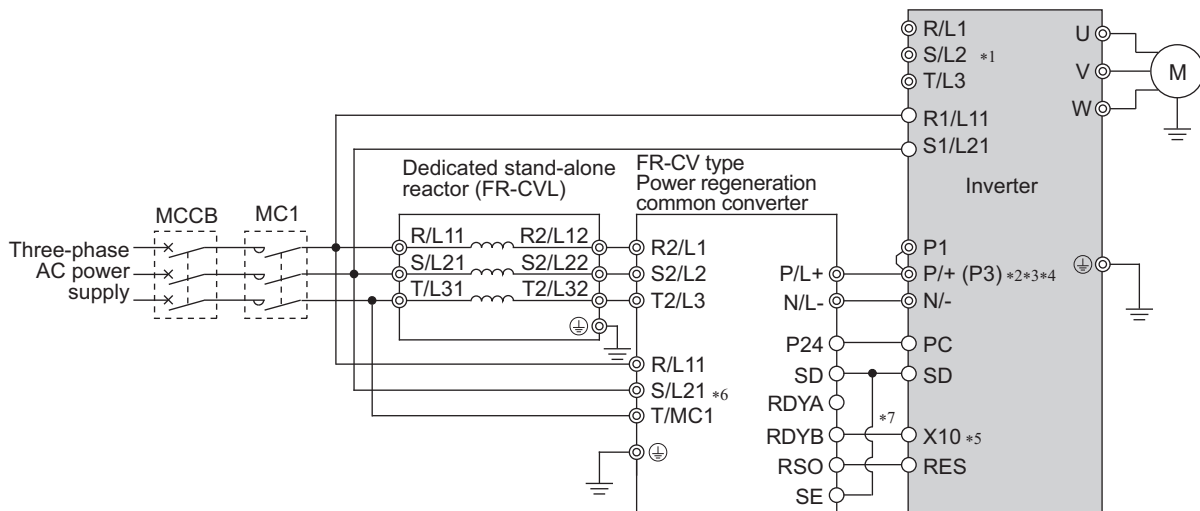 R/L1
S/L2 *1
T/L3
R1/L11
S1/L21
U
V
W
M
Inverter
Dedicated stand-alone
reactor (FR-CVL)
FR-CV type
Power regeneration
common converter
MCCB
MC1
Three-phase
AC power
supply
R/L11
R2/L12
S/L21
S2/L22
T/L31
T2/L32
R2/L1
S2/L2
T2/L3
R/L11
S/L21 *6
T/MC1
P/L+
N/L-
P24
SD
RDYA
RDYB
RSO
SE
*7
P1
P/+ (P3) *2*3*4
N/-
PC
SD
X10 *5
RES